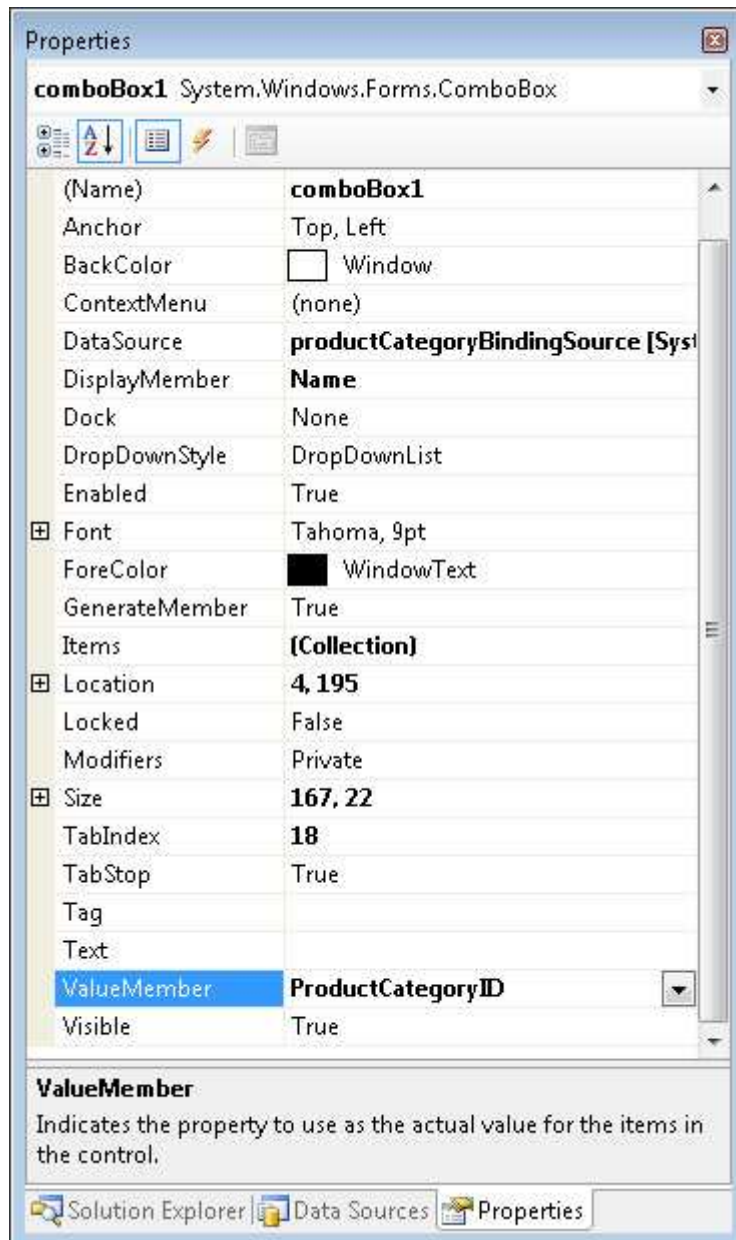 Properties
comboBox1 System.Windows.Forms.ComboBox
(Name) comboBox1
Anchor Top, Left
BackColor Window
ContextMenu (none)
DataSource productCategoryBindingSource [Syst
DisplayMember Name
Dock None
DropDownStyle DropDownList
Enabled True
Font Tahoma, 9pt
ForeColor WindowText
GenerateMember True
Items (Collection)
Location 4, 195
Locked False
Modifiers Private
Size 167, 22
TabIndex 18
TabStop True
Tag
Text
ValueMember ProductCategoryID
Visible True
ValueMember
Indicates the property to use as the actual value for the items in
the control.
Solution Explorer Data Sources Properties